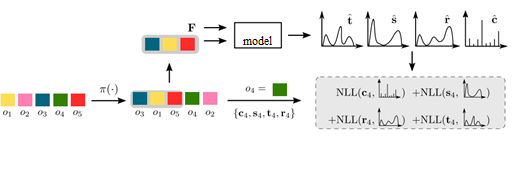 F
model
t̂ ŝ r̂ ĉ
π(·)
o₄ =
{c₄, s₄, t₄, r₄}
o₁ o₂ o₃ o₄ o₅
o₃ o₁ o₅ o₄ o₂
NLL(c₄, ) +NLL(s₄, )
+NLL(r₄, ) +NLL(t₄, )